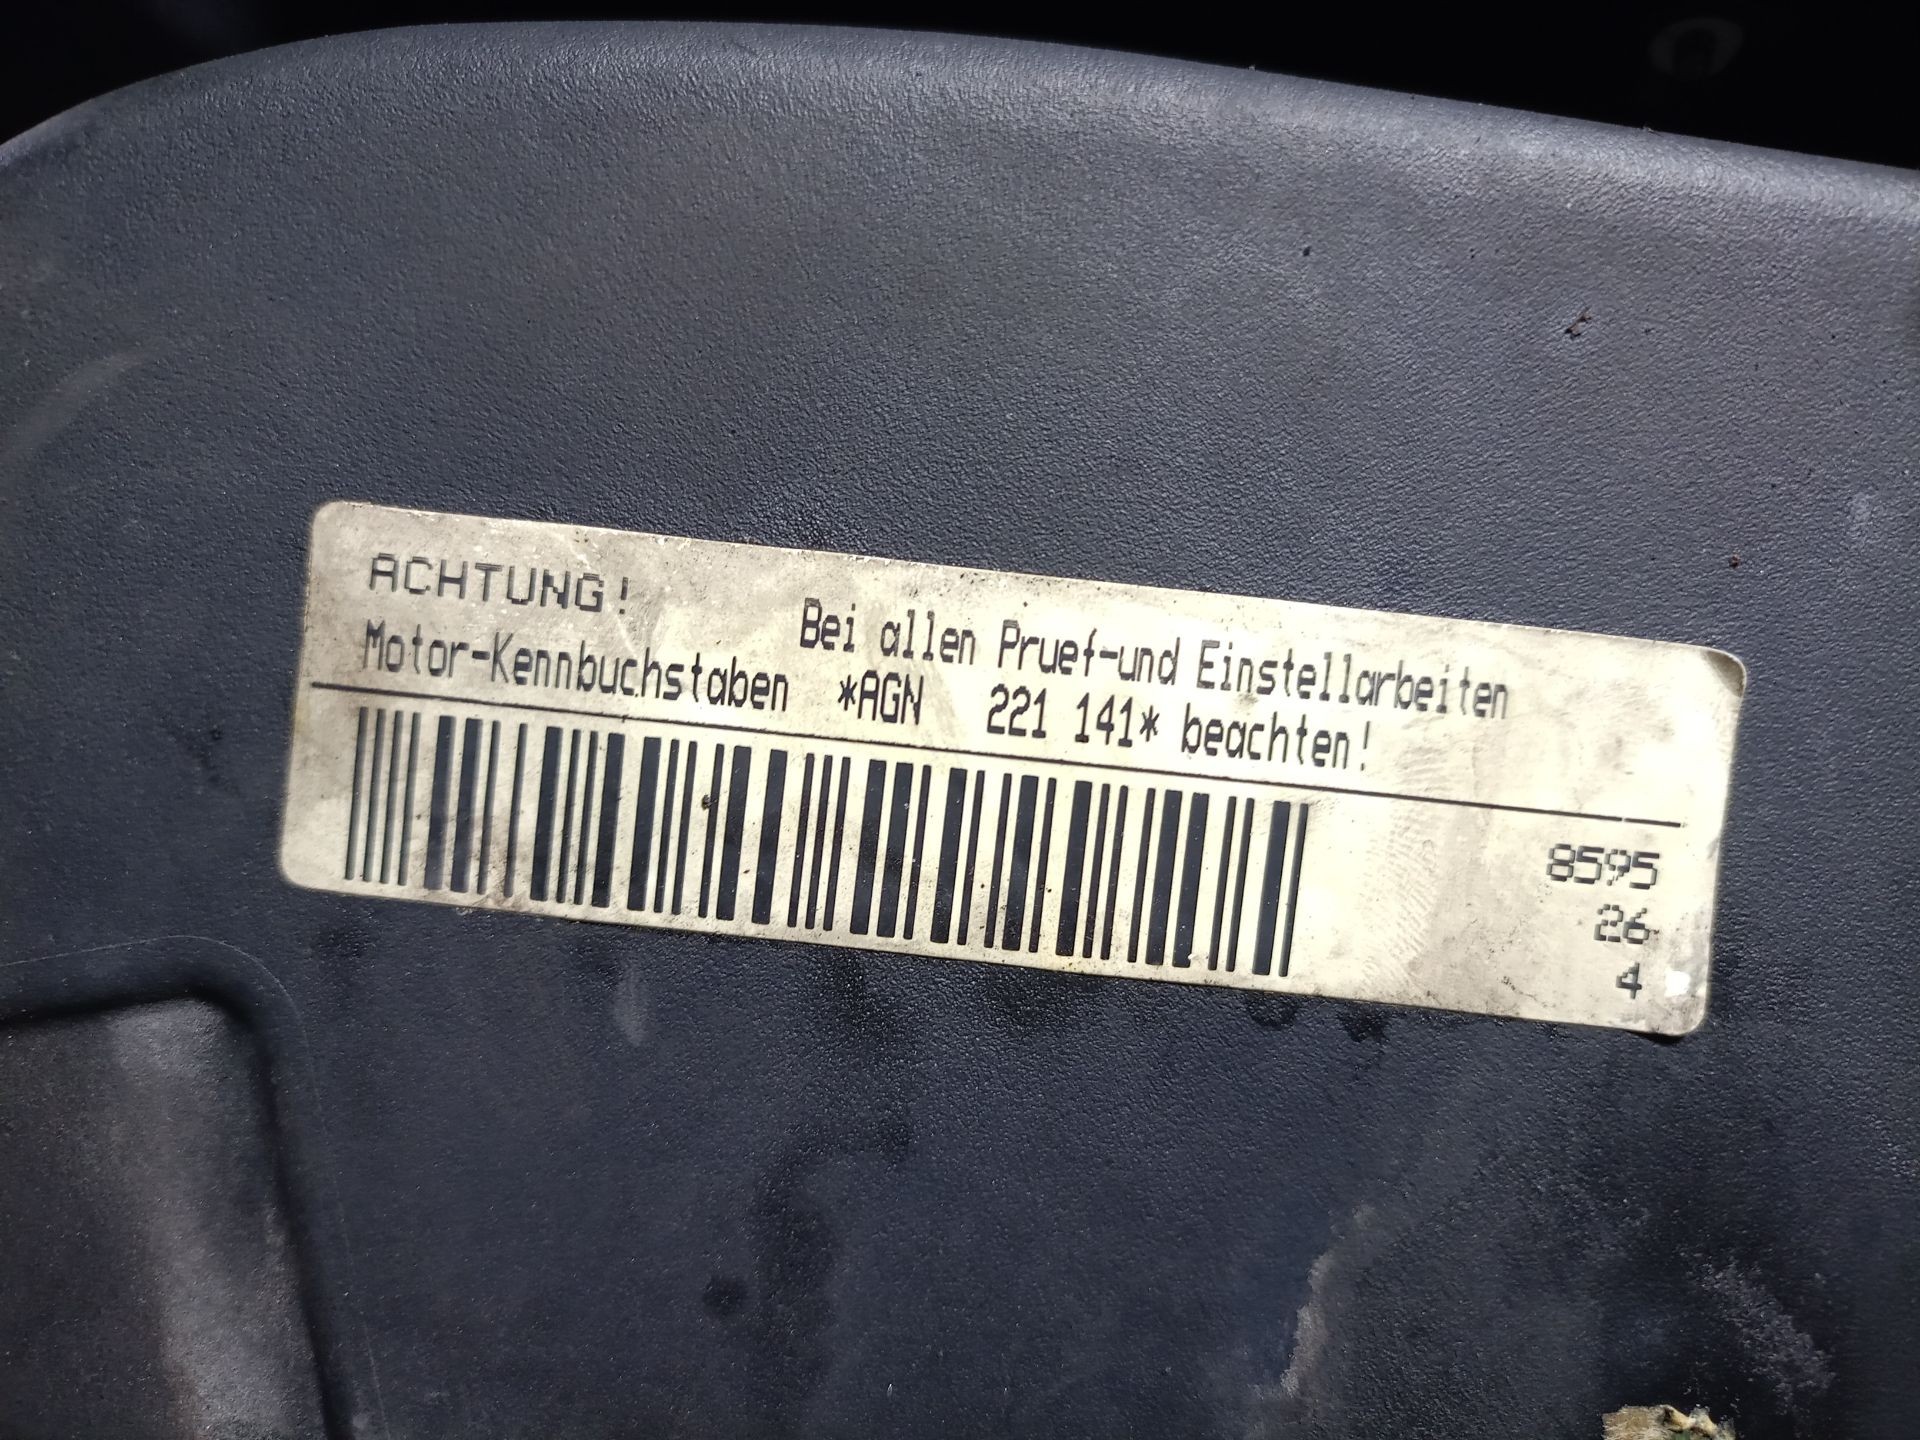 ACHTUNG!
Bei allen Pruef-und Einstellarbeiten
Motor-Kennbuchstaben *AGN 221 141* beachten!
8595
26
4